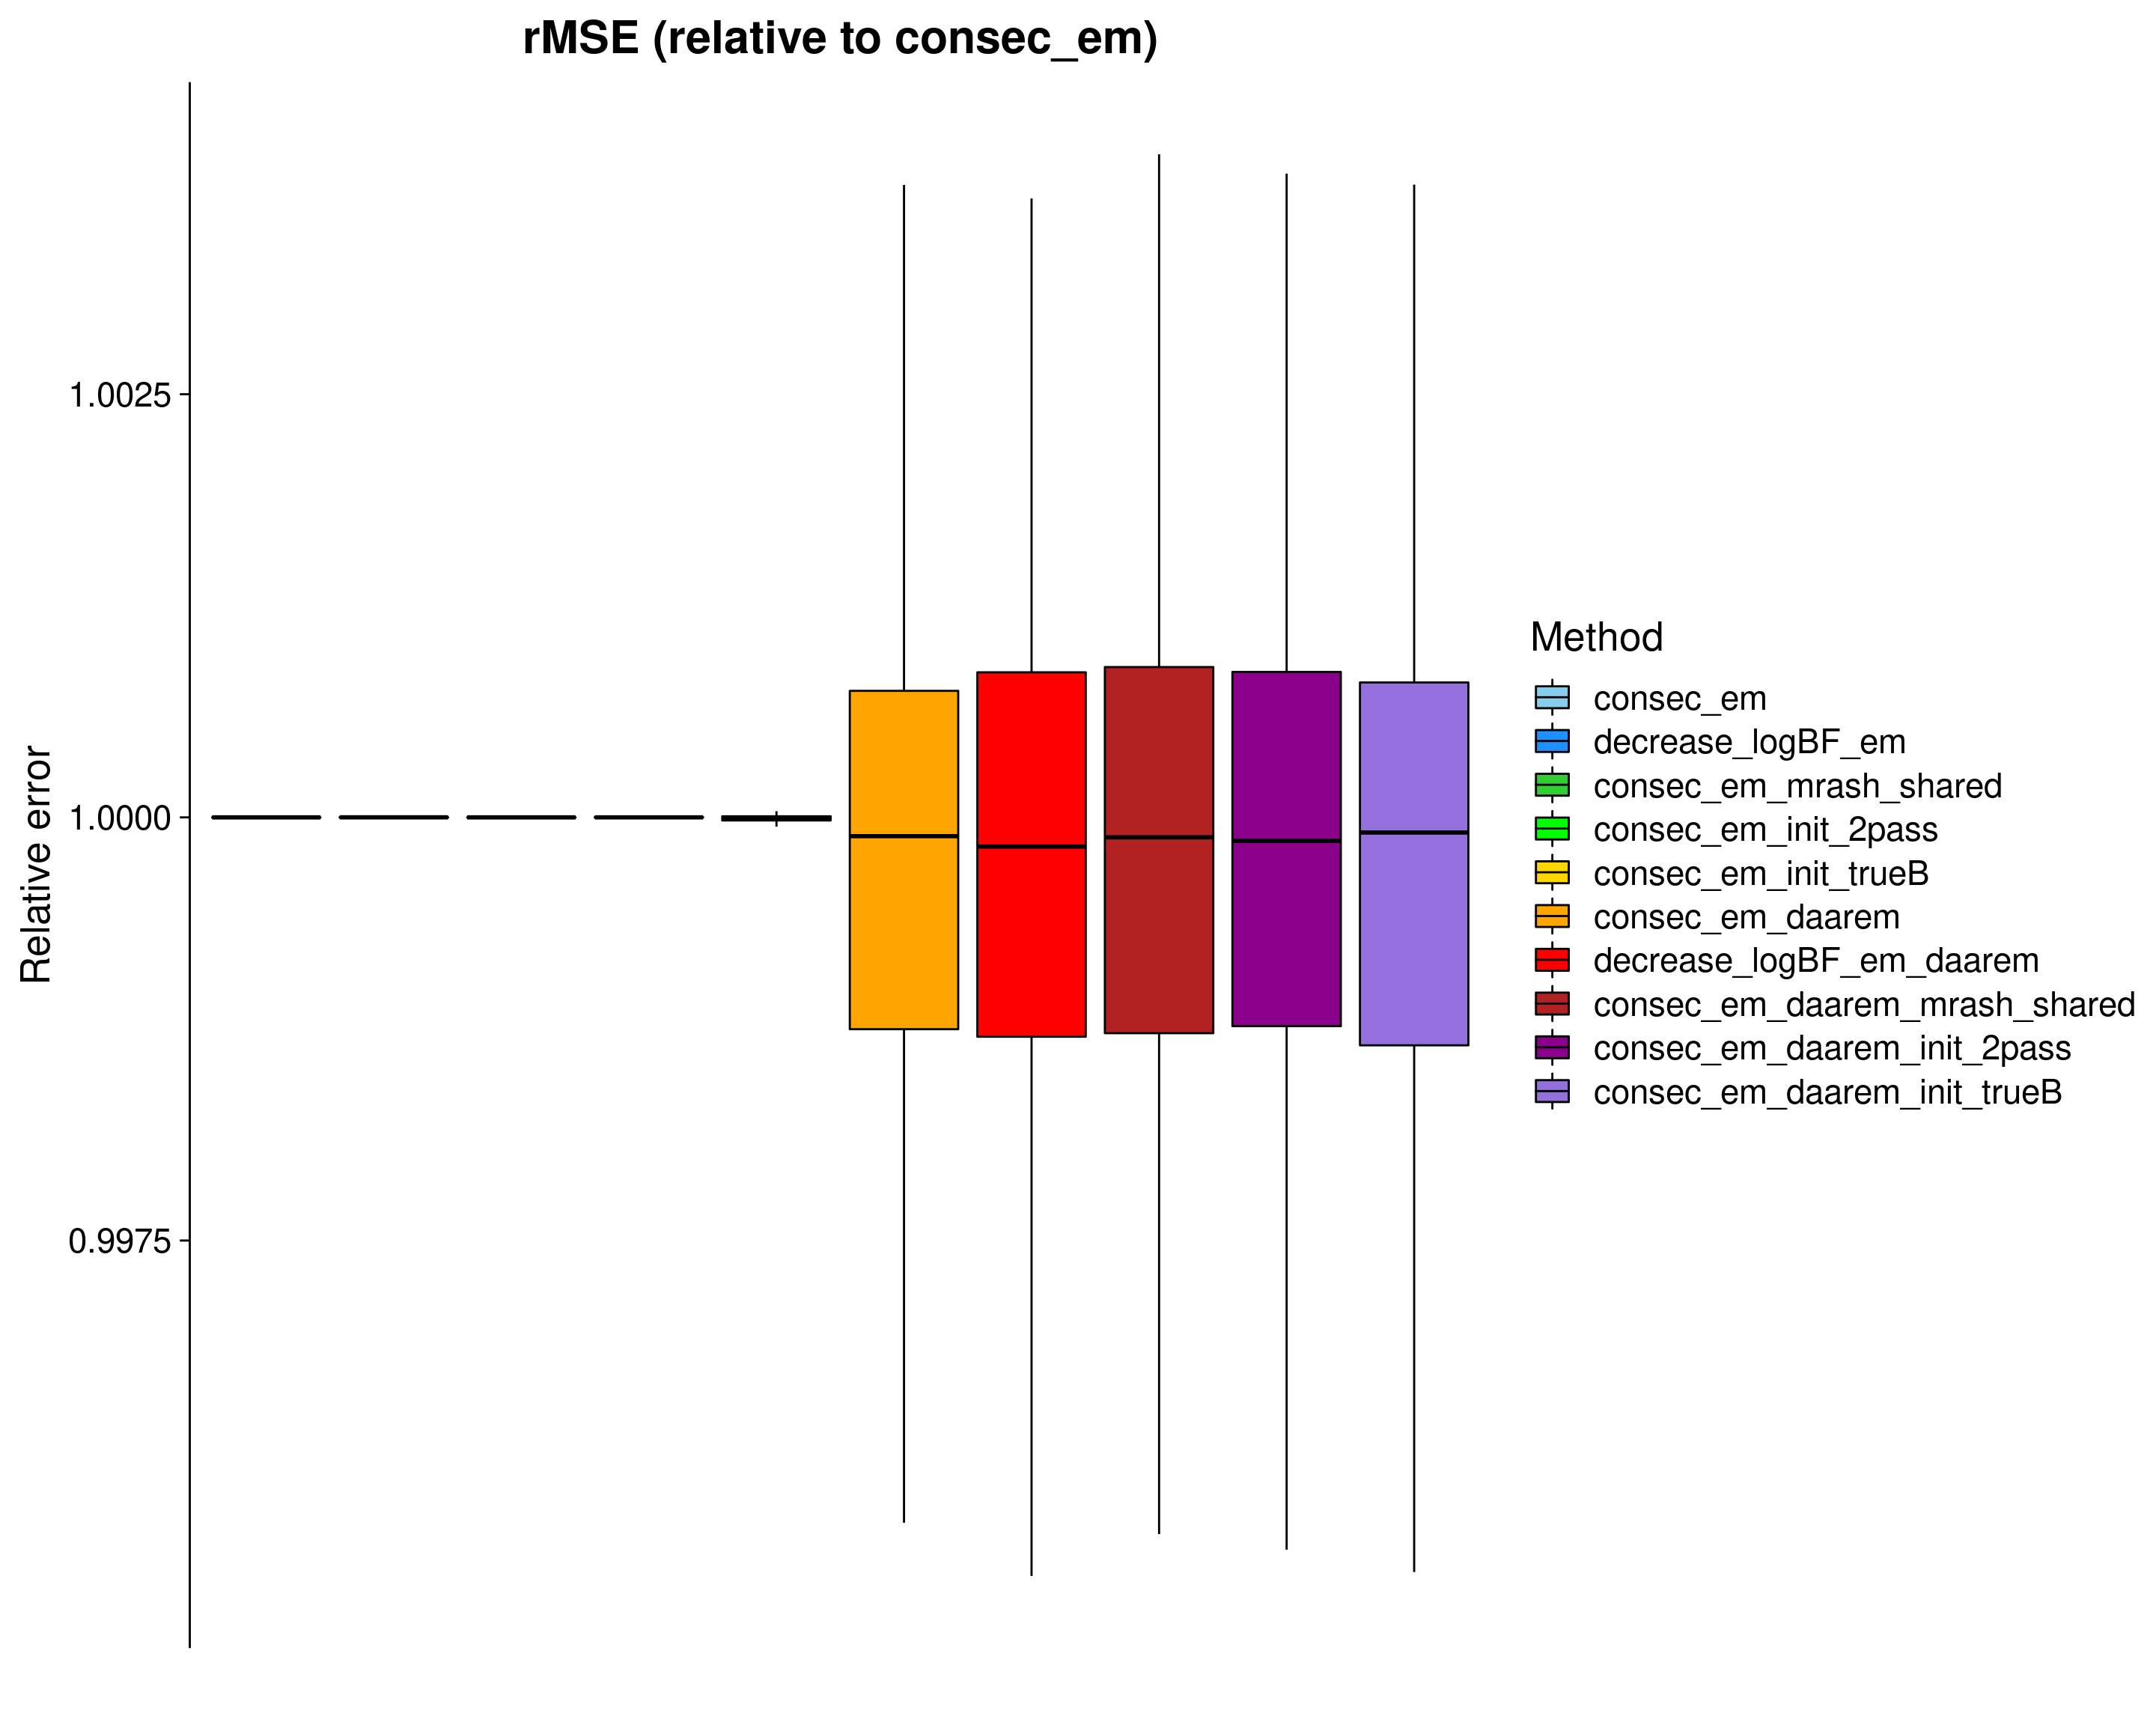 rMSE (relative to consec_em)
Relative error
1.0025
1.0000
0.9975
Method
consec_em
decrease_logBF_em
consec_em_mrash_shared
consec_em_init_2pass
consec_em_init_trueB
consec_em_daarem
decrease_logBF_em_daarem
consec_em_daarem_mrash_shared
consec_em_daarem_init_2pass
consec_em_daarem_init_trueB